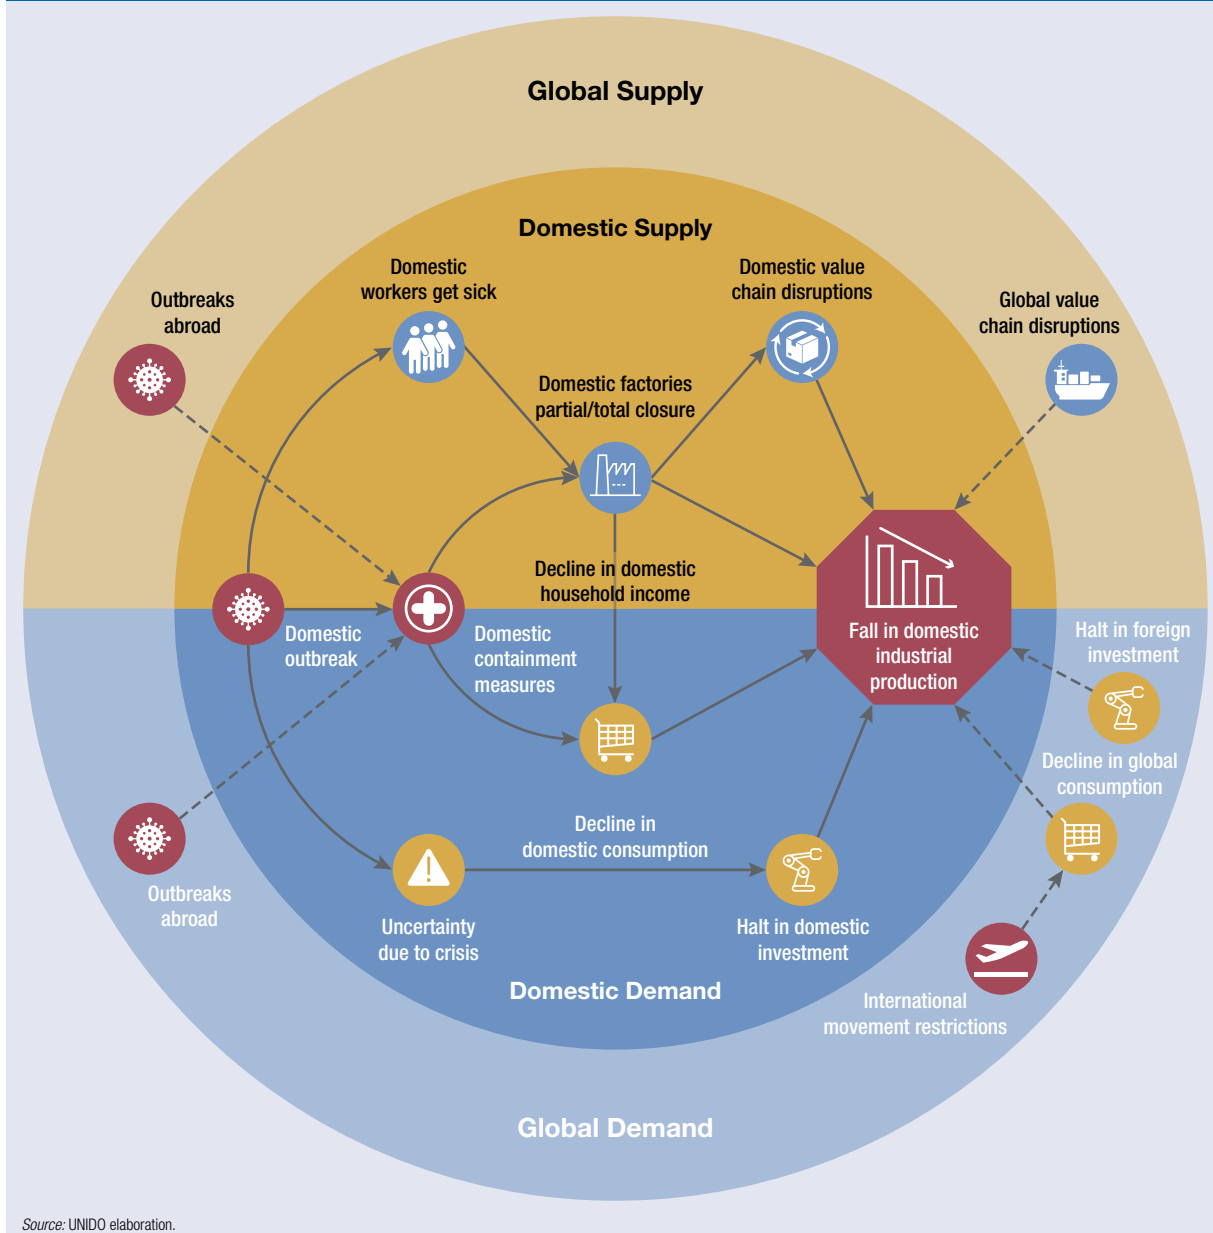 Global Supply
Domestic Supply
Domestic
workers get sick
Domestic value
chain disruptions
Outbreaks
abroad
Global value
chain disruptions
Domestic factories
partial/total closure
Decline in domestic
household income
Domestic
outbreak
Domestic
containment
measures
Fall in domestic
industrial
production
Halt in foreign
investment
Decline in global
consumption
Decline in
domestic consumption
Outbreaks
abroad
Uncertainty
due to crisis
Halt in domestic
investment
Domestic Demand
International
movement restrictions
Global Demand
Source: UNIDO elaboration.